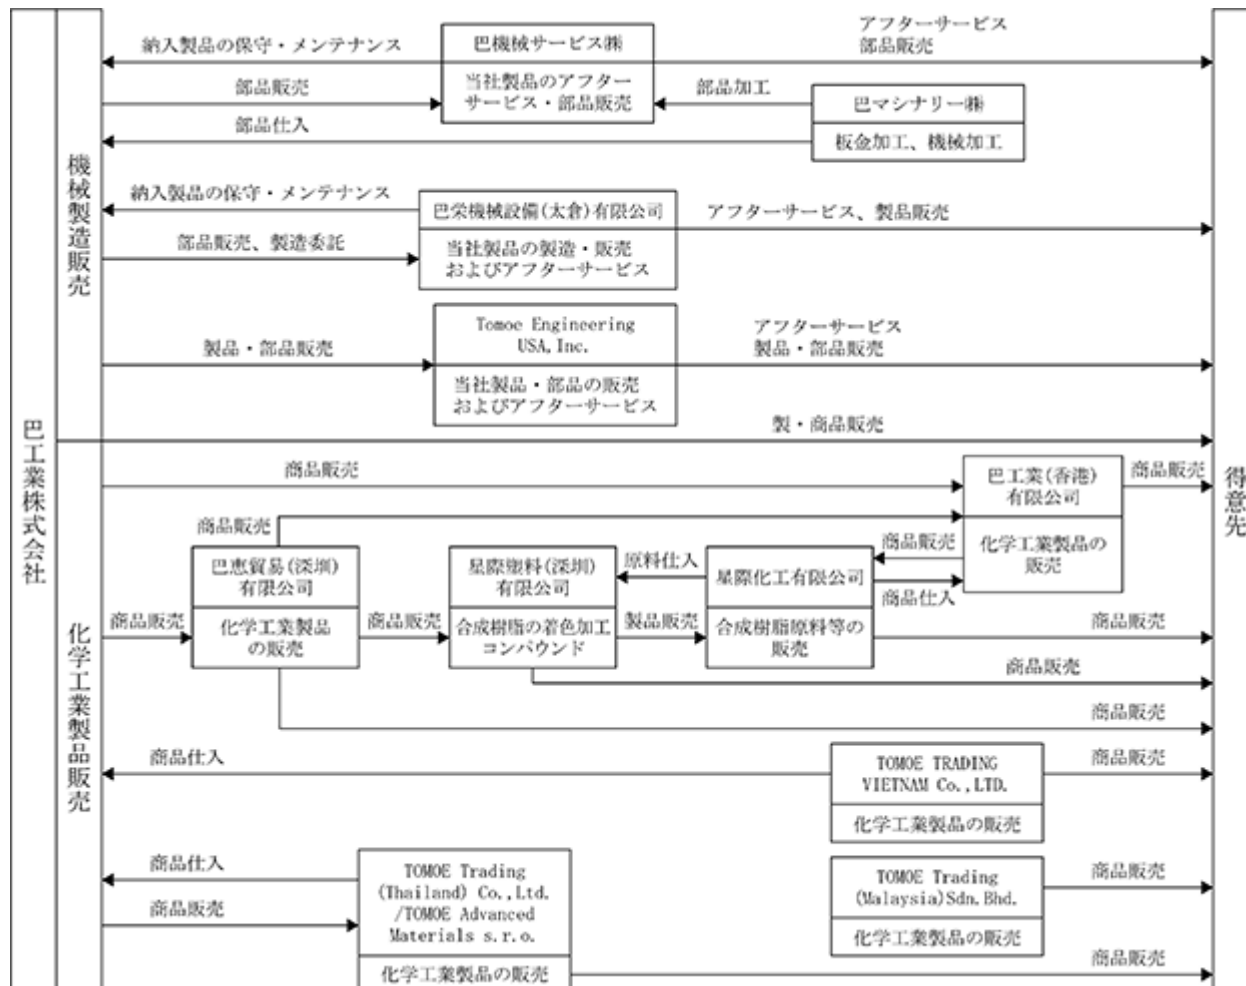 巴工業株式会社
機械製造販売
化学工業製品販売
得意先
納入製品の保守・メンテナンス
巴機械サービス㈱
当社製品のアフター
サービス・部品販売
アフターサービス
部品販売
部品販売
部品加工
巴マシナリー㈱
板金加工、機械加工
部品仕入
納入製品の保守・メンテナンス
巴栄機械設備(太倉)有限公司
当社製品の製造・販売
およびアフターサービス
アフターサービス、製品販売
部品販売、製造委託
Tomoe Engineering
USA, Inc.
当社製品・部品の販売
およびアフターサービス
アフターサービス
製品・部品販売
製品・部品販売
製・商品販売
商品販売
巴工業(香港)
有限公司
化学工業製品の
販売
商品販売
商品販売
巴恵貿易(深圳)
有限公司
化学工業製品
の販売
星際塑料(深圳)
有限公司
合成樹脂の着色加工
コンパウンド
原料仕入
星際化工有限公司
合成樹脂原料等の
販売
商品販売
商品仕入
商品販売
商品販売
製品販売
商品販売
商品販売
商品販売
商品仕入
TOMOE TRADING
VIETNAM Co.,LTD.
化学工業製品の販売
商品販売
商品仕入
TOMOE Trading
(Thailand) Co.,Ltd.
/TOMOE Advanced
Materials s.r.o.
化学工業製品の販売
商品販売
TOMOE Trading
(Malaysia)Sdn.Bhd.
化学工業製品の販売
商品販売
商品販売